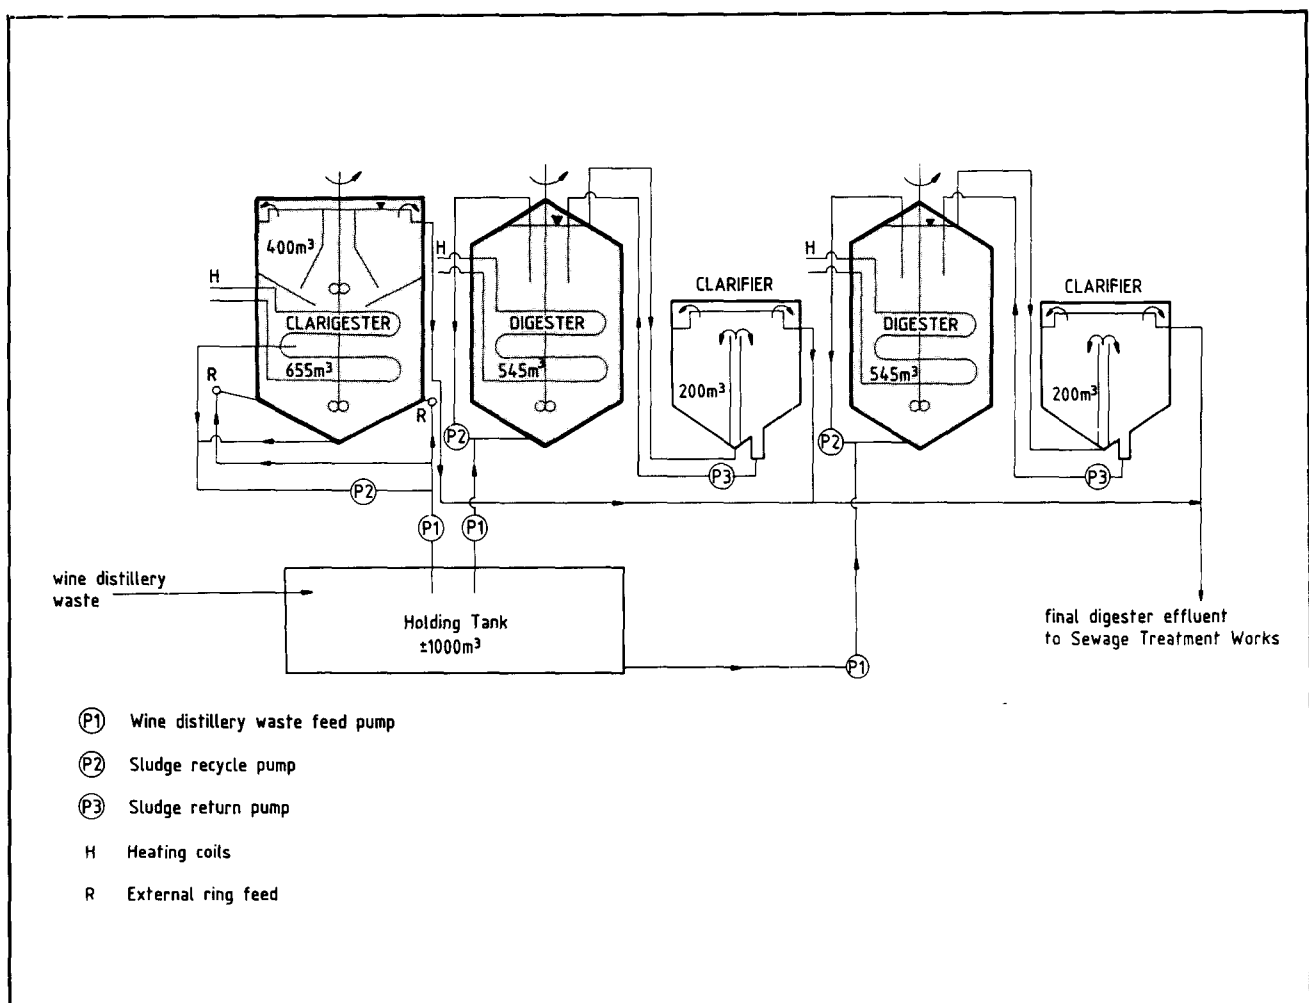 400m³
H
CLARIGESTER
655m³
R
R
P2
P1
H
DIGESTER
545m³
P2
P1
CLARIFIER
200m³
P3
H
DIGESTER
545m³
P2
P1
CLARIFIER
200m³
P3
wine distillery
waste
Holding Tank
±1000m³
final digester effluent
to Sewage Treatment Works
P1 Wine distillery waste feed pump
P2 Sludge recycle pump
P3 Sludge return pump
H Heating coils
R External ring feed